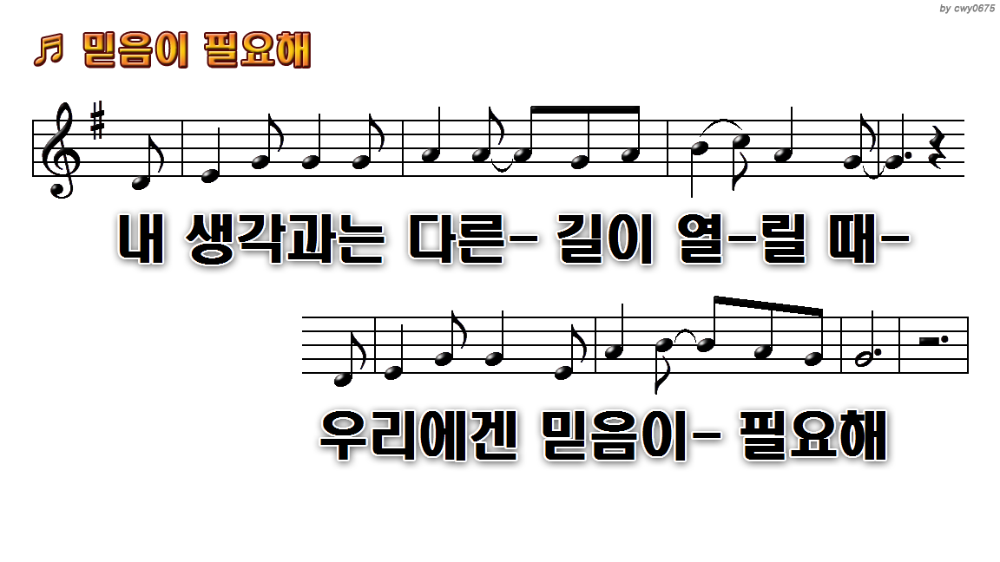 by cwy0675
♬ 믿음이 필요해
내 생각과는 다른- 길이 열-릴 때-
우리에겐 믿음이- 필요해